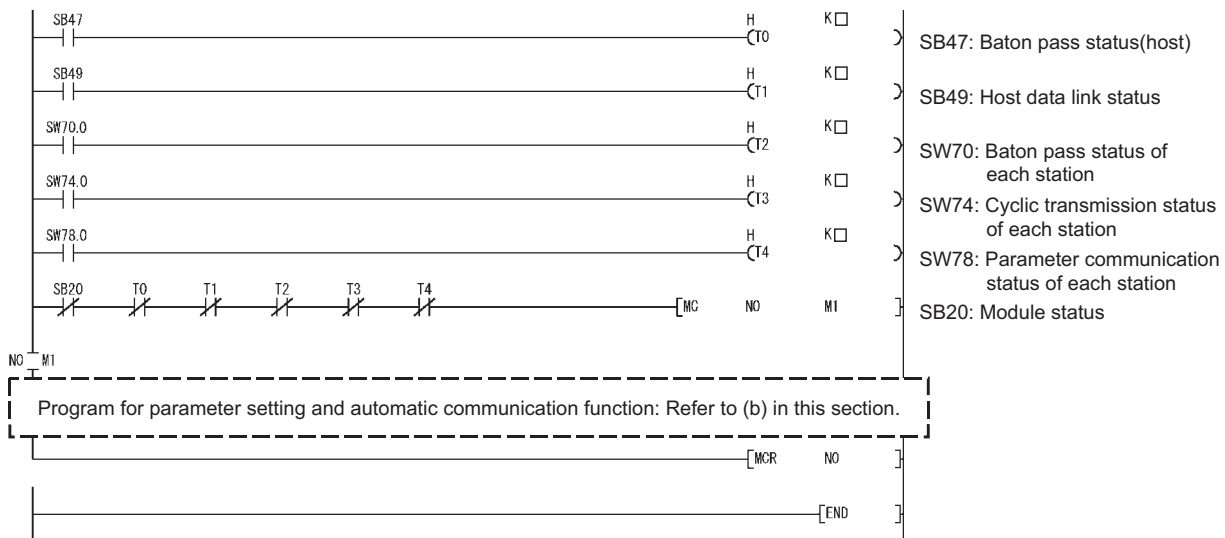 SB47 H K□
T0 SB47: Baton pass status(host)
SB49 H K□
T1 SB49: Host data link status
SW70.0 H K□
T2 SW70: Baton pass status of
each station
SW74.0 H K□
T3 SW74: Cyclic transmission status
of each station
SW78.0 H K□
T4 SW78: Parameter communication
status of each station
SB20 T0 T1 T2 T3 T4
MC N0 M1 SB20: Module status
N0 M1
Program for parameter setting and automatic communication function: Refer to (b) in this section.
MCR N0
END